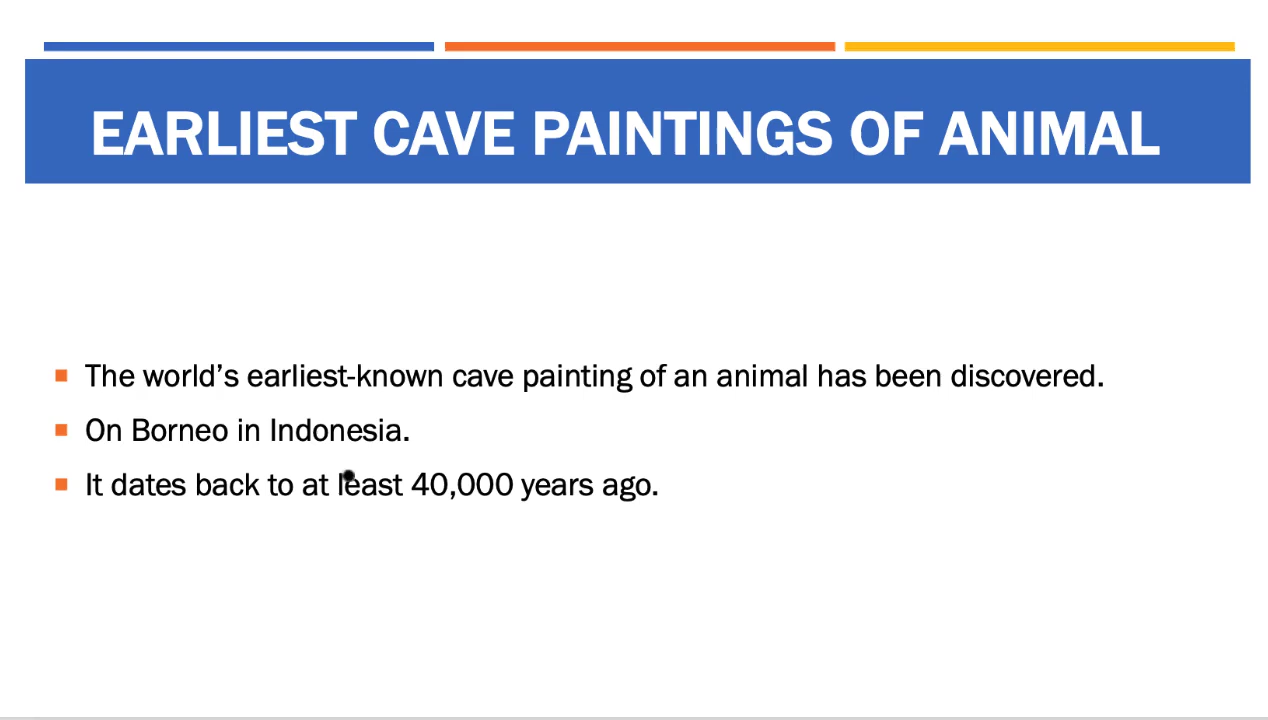 EARLIEST CAVE PAINTINGS OF ANIMAL
The world's earliest-known cave painting of an animal has been discovered.
On Borneo in Indonesia.
It dates back to at least 40,000 years ago.